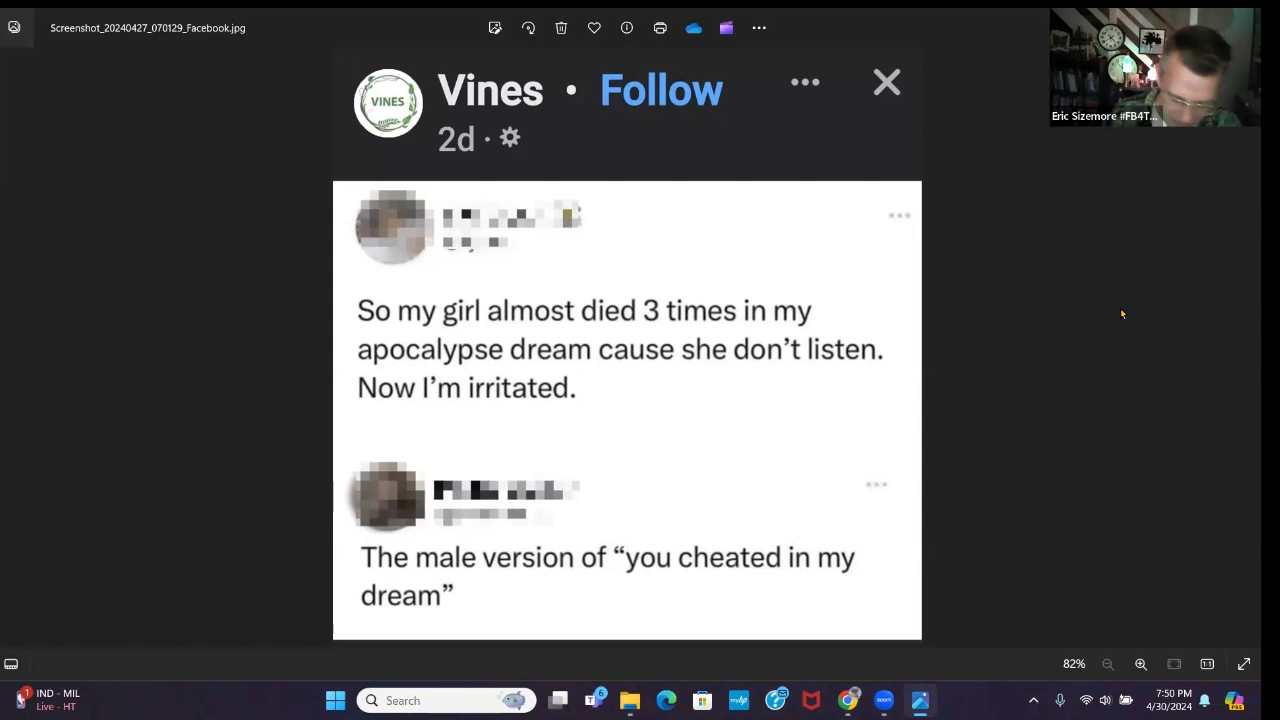 Screenshot_20240427_070129_Facebook.jpg
Eric Sizemore #FB4T...
VINES
Vines • Follow
2d
So my girl almost died 3 times in my
apocalypse dream cause she don't listen.
Now I'm irritated.
The male version of “you cheated in my
dream”
82%
1
IND - MIL
Live - HT
Search
6
7:50 PM
4/30/2024